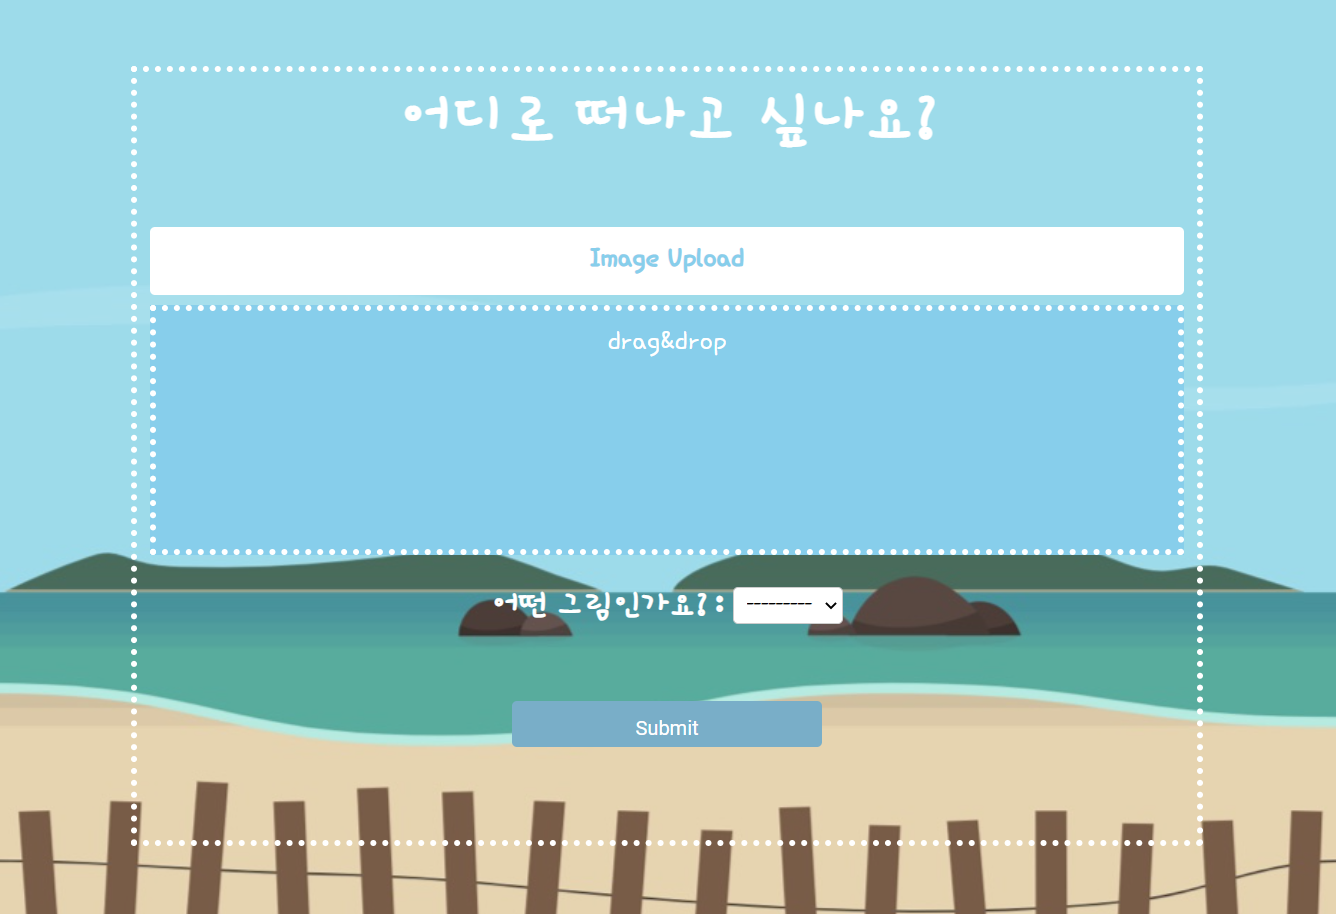 어디로 떠나고 싶나요?
Image Upload
drag&drop
어떤 그림인가요?: ---------
Submit